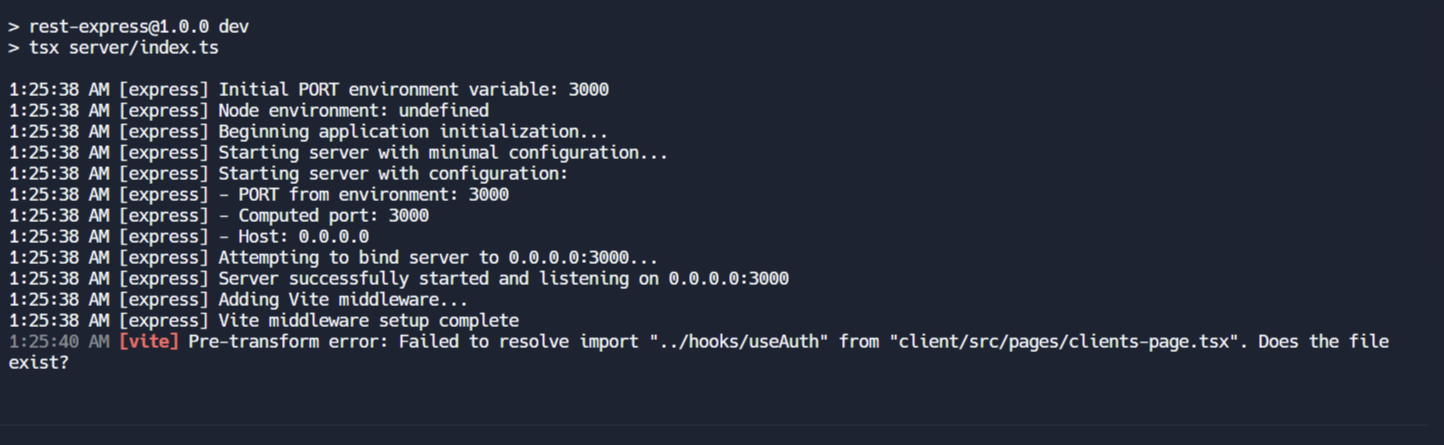 > rest-express@1.0.0 dev
> tsx server/index.ts
1:25:38 AM [express] Initial PORT environment variable: 3000
1:25:38 AM [express] Node environment: undefined
1:25:38 AM [express] Beginning application initialization...
1:25:38 AM [express] Starting server with minimal configuration...
1:25:38 AM [express] Starting server with configuration:
1:25:38 AM [express] - PORT from environment: 3000
1:25:38 AM [express] - Computed port: 3000
1:25:38 AM [express] - Host: 0.0.0.0
1:25:38 AM [express] Attempting to bind server to 0.0.0.0:3000...
1:25:38 AM [express] Server successfully started and listening on 0.0.0.0:3000
1:25:38 AM [express] Adding Vite middleware...
1:25:38 AM [express] Vite middleware setup complete
1:25:40 AM [vite] Pre-transform error: Failed to resolve import "../hooks/useAuth" from "client/src/pages/clients-page.tsx". Does the file
exist?